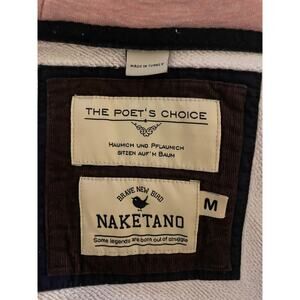 MADE IN TURKEY
THE POET'S CHOICE
HAUMICH UND PFLAUMICH
SITZEN AUF'M BAUM
BRAVE NEW BIRD
NAKETANO
Some legends are born out of struggle
M